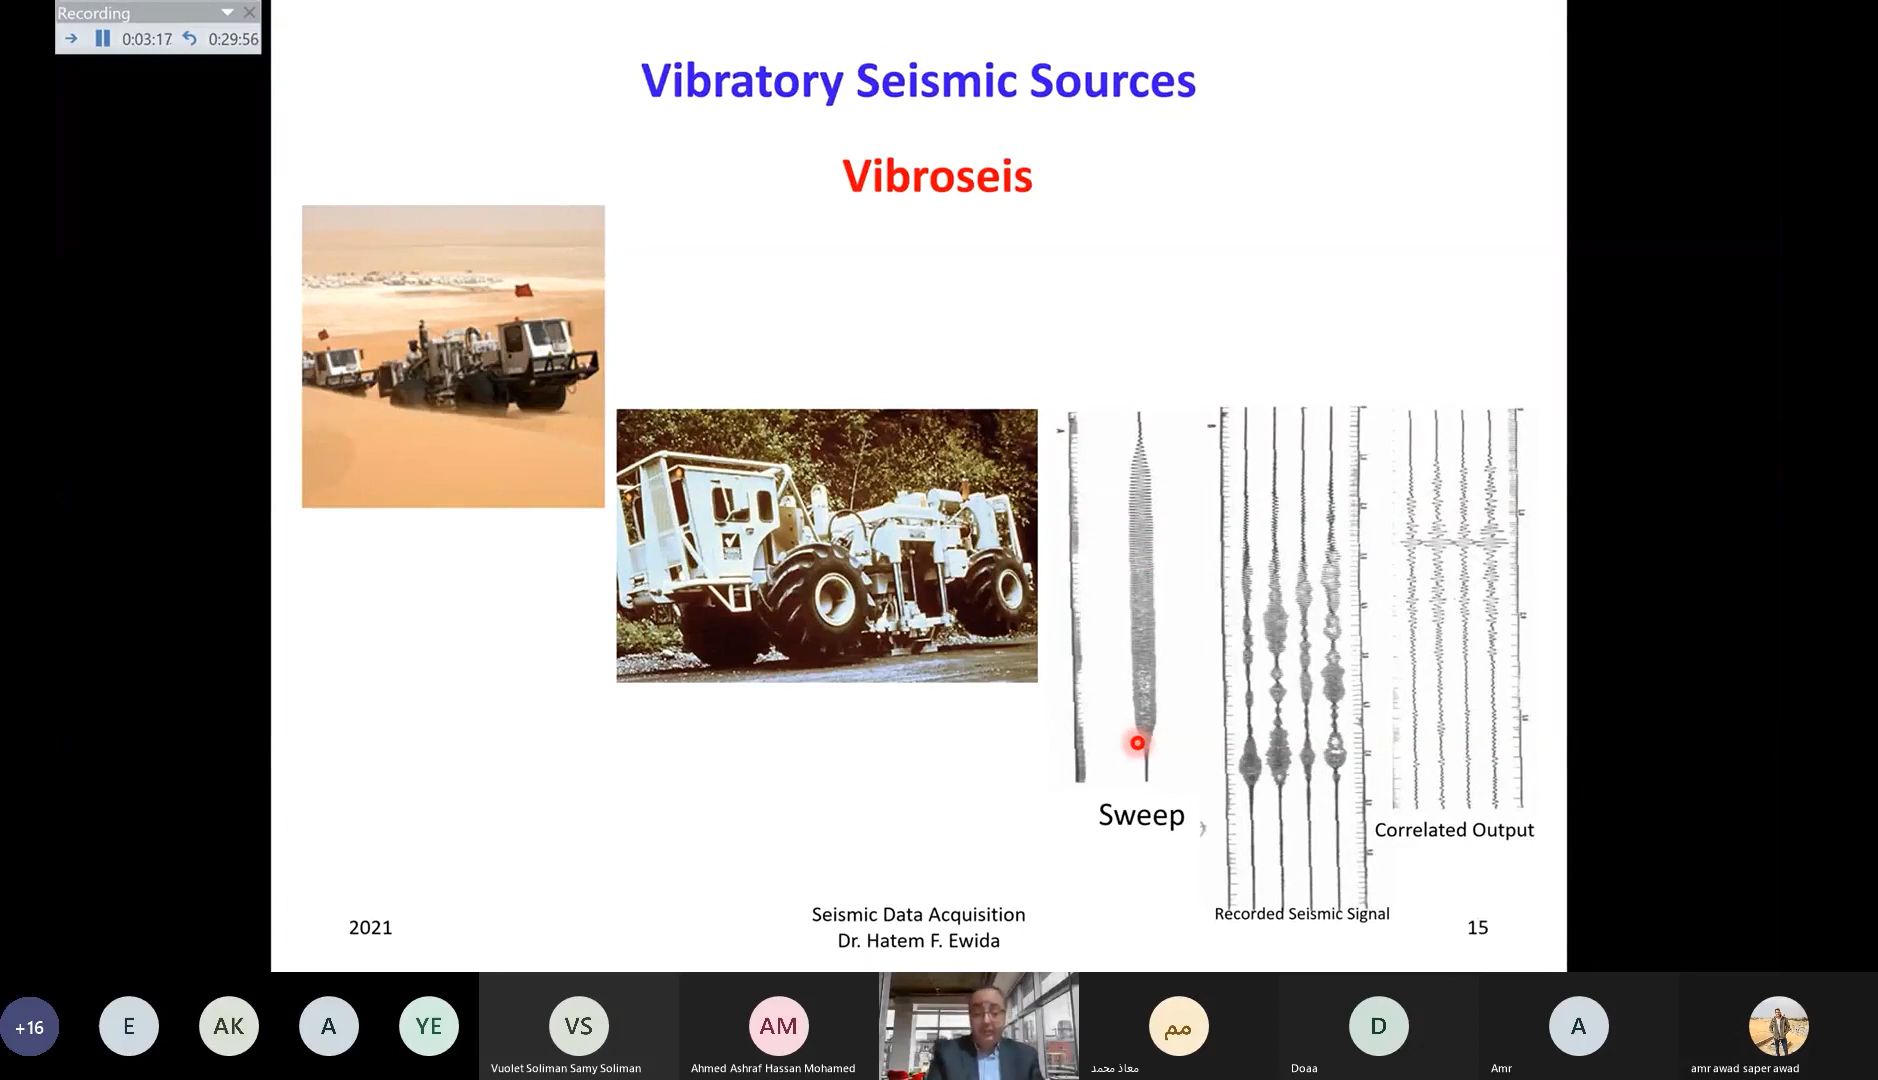 Recording
0:03:17 0:29:56
Vibratory Seismic Sources
Vibroseis
Sweep
Correlated Output
Recorded Seismic Signal
2021
Seismic Data Acquisition
Dr. Hatem F. Ewida
15
+16
E
AK
A
YE
VS
Vuolet Soliman Samy Soliman
AM
Ahmed Ashraf Hassan Mohamed
مم
معاذ محمد
D
Doaa
A
Amr
amr awad saper awad